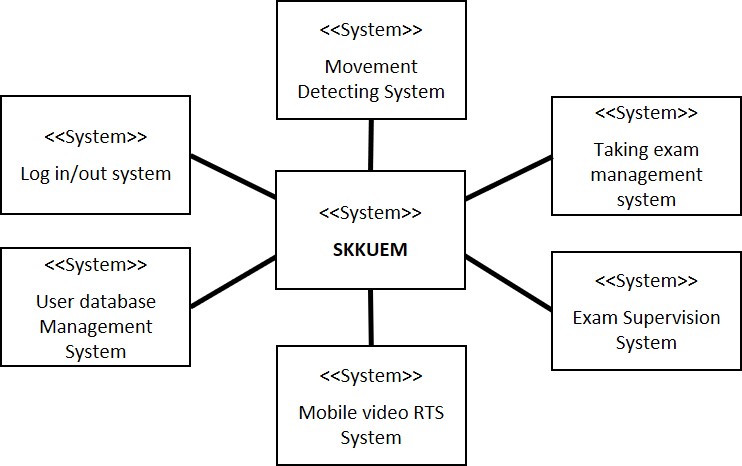 <<System>>
Movement
Detecting System
<<System>>
Log in/out system
<<System>>
Taking exam
management
system
<<System>>
SKKUEM
<<System>>
User database
Management
System
<<System>>
Exam Supervision
System
<<System>>
Mobile video RTS
System